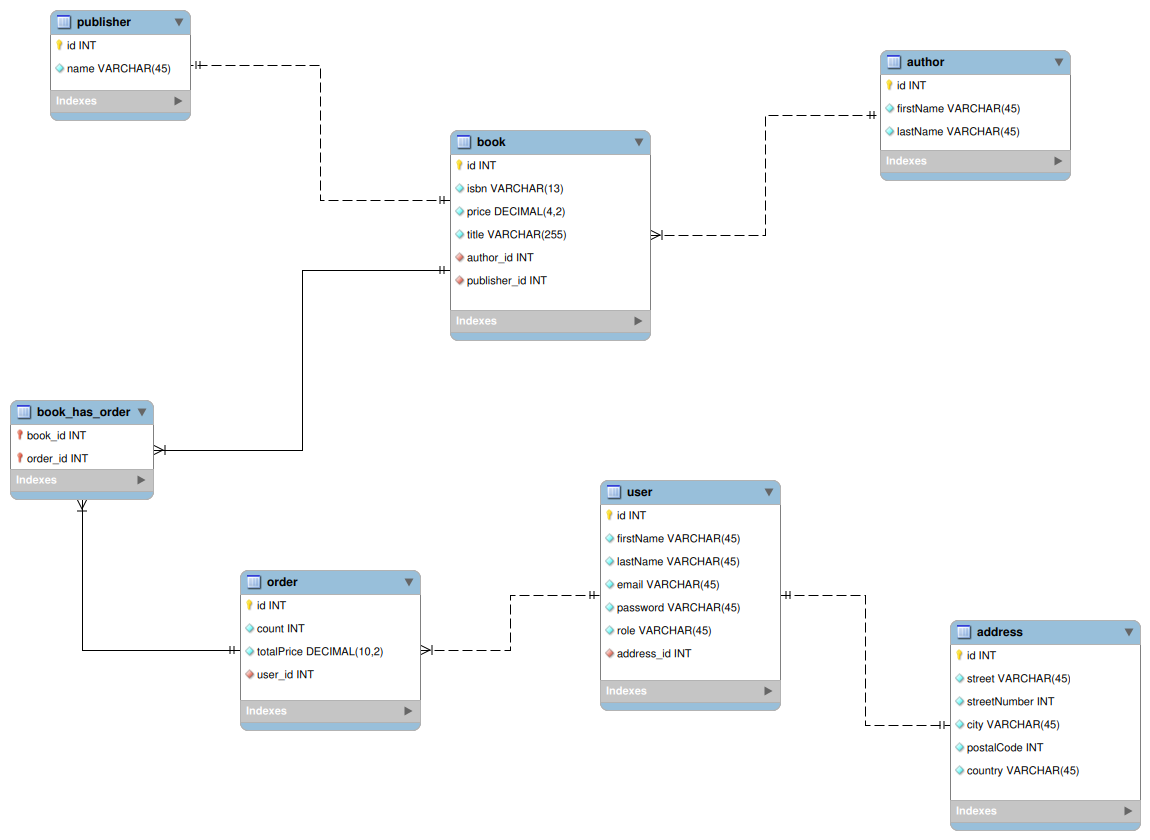 publisher
id INT
name VARCHAR(45)
Indexes
author
id INT
firstName VARCHAR(45)
lastName VARCHAR(45)
Indexes
book
id INT
isbn VARCHAR(13)
price DECIMAL(4,2)
title VARCHAR(255)
author_id INT
publisher_id INT
Indexes
book_has_order
book_id INT
order_id INT
Indexes
user
id INT
firstName VARCHAR(45)
lastName VARCHAR(45)
email VARCHAR(45)
password VARCHAR(45)
role VARCHAR(45)
address_id INT
Indexes
order
id INT
count INT
totalPrice DECIMAL(10,2)
user_id INT
Indexes
address
id INT
street VARCHAR(45)
streetNumber INT
city VARCHAR(45)
postalCode INT
country VARCHAR(45)
Indexes